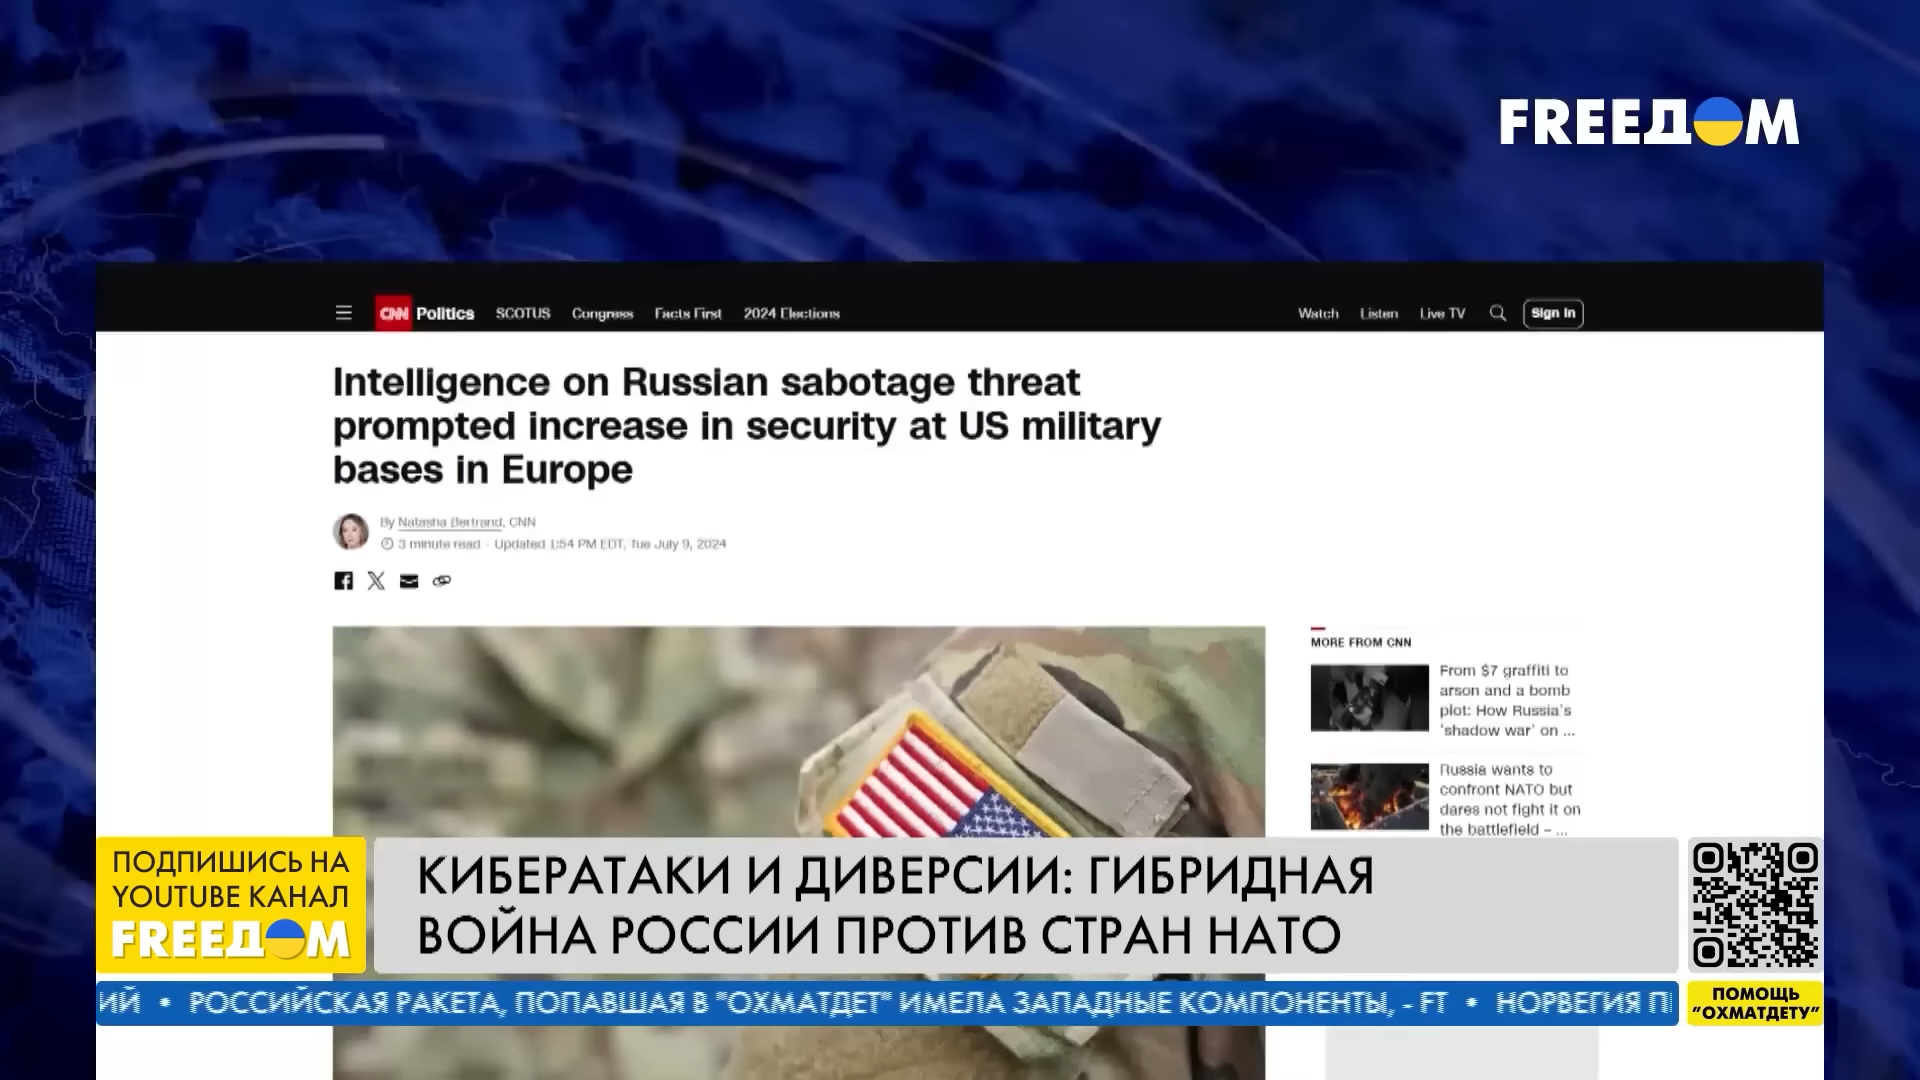 FREEДOM
CNN Politics SCOTUS Congress Facts First 2024 Elections Watch Listen Live TV Sign in
Intelligence on Russian sabotage threat
prompted increase in security at US military
bases in Europe
By Natasha Bertrand, CNN
3 minute read · Updated 1:54 PM EDT, Tue July 9, 2024
MORE FROM CNN
From $7 graffiti to
arson and a bomb
plot: How Russia's
'shadow war' on ...
Russia wants to
confront NATO but
dares not fight it on
the battlefield – ...
ПОДПИШИСЬ НА
YOUTUBE КАНАЛ
FREEДOM
КИБЕРАТАКИ И ДИВЕРСИИ: ГИБРИДНАЯ
ВОЙНА РОССИИ ПРОТИВ СТРАН НАТО
ИЙ • РОССИЙСКАЯ РАКЕТА, ПОПАВШАЯ В "ОХМАТДЕТ" ИМЕЛА ЗАПАДНЫЕ КОМПОНЕНТЫ, - FT • НОРВЕГИЯ
ПОМОЩЬ
"ОХМАТДЕТУ"